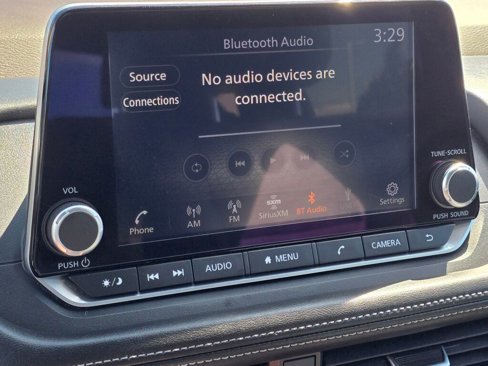 Bluetooth Audio
3:29
Source
No audio devices are
connected.
Connections
TUNE•SCROLL
VOL
Phone
AM
FM
sxm
SiriusXM
BT Audio
Settings
PUSH
PUSH SOUND
AUDIO
MENU
CAMERA